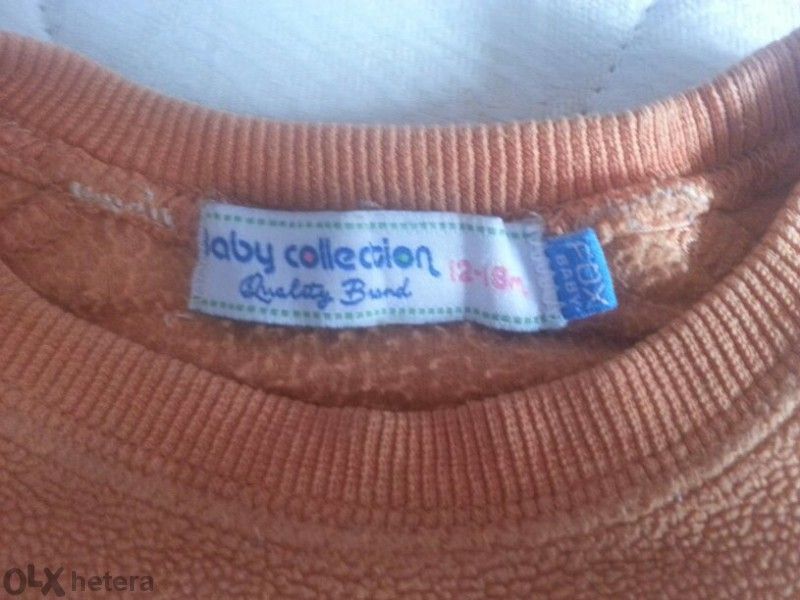 baby collection
Quality Brand
12-18m
FOX
BABY
OLX hetera